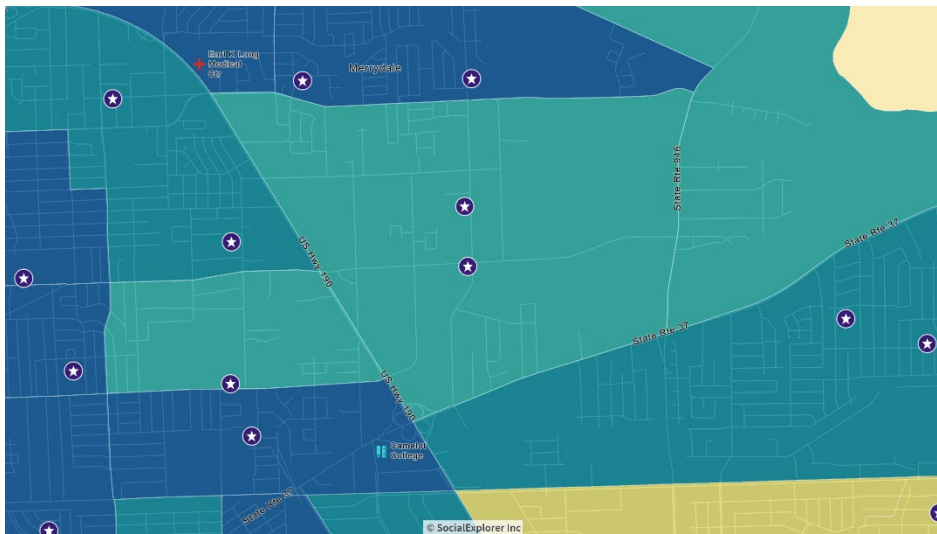 Earl K Long
Medical
Ctr
Merrydale
State Rte 946
State Rte 37
US Hwy 190
State Rte 37
US Hwy 190
Camelot
College
State Rte 37
© SocialExplorer Inc